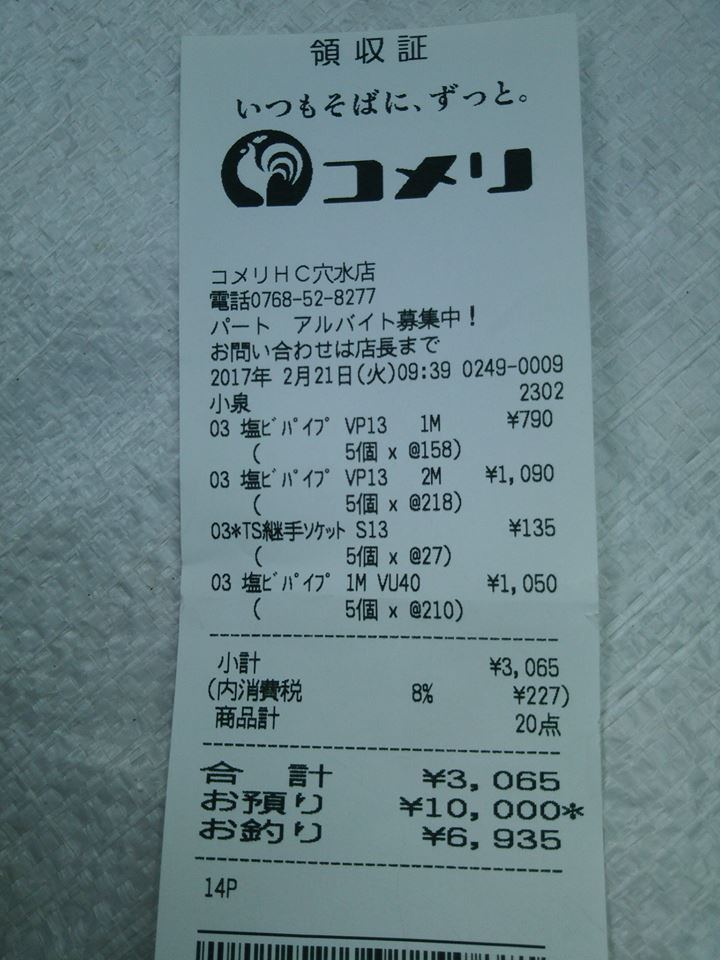 領収証
いつもそばに、ずっと。
コメリ
コメリHC穴水店
電話0768-52-8277
パート アルバイト募集中!
お問い合わせは店長まで
2017年 2月21日(火)09:39 0249-0009
小泉 2302
03 塩ビパイプ VP13 1M ¥790
( 5個 x @158)
03 塩ビパイプ VP13 2M ¥1,090
( 5個 x @218)
03*TS継手ソケット S13 ¥135
( 5個 x @27)
03 塩ビパイプ 1M VU40 ¥1,050
( 5個 x @210)
小計 ¥3,065
(内消費税 8% ¥227)
商品計 20点
合 計 ¥3,065
お預り ¥10,000*
お釣り ¥6,935
14P